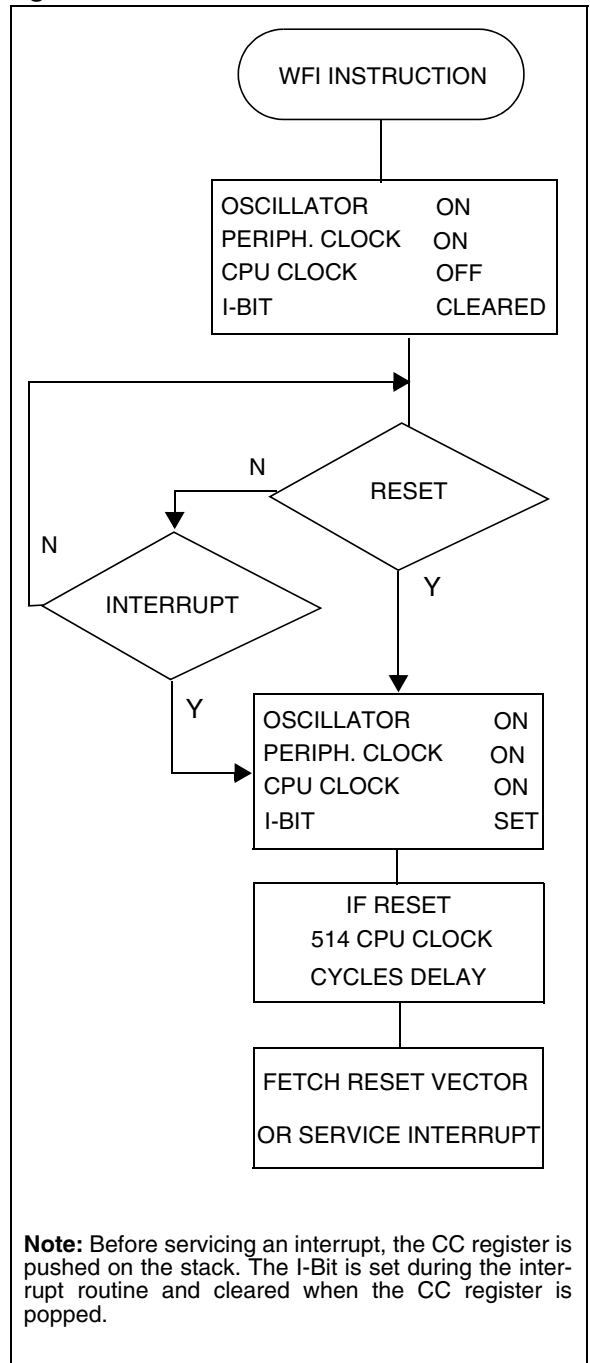 WFI INSTRUCTION
OSCILLATOR ON
PERIPH. CLOCK ON
CPU CLOCK OFF
I-BIT CLEARED
N
RESET
N
INTERRUPT
Y
Y
OSCILLATOR ON
PERIPH. CLOCK ON
CPU CLOCK ON
I-BIT SET
IF RESET
514 CPU CLOCK
CYCLES DELAY
FETCH RESET VECTOR
OR SERVICE INTERRUPT
Note: Before servicing an interrupt, the CC register is
pushed on the stack. The I-Bit is set during the inter-
rupt routine and cleared when the CC register is
popped.